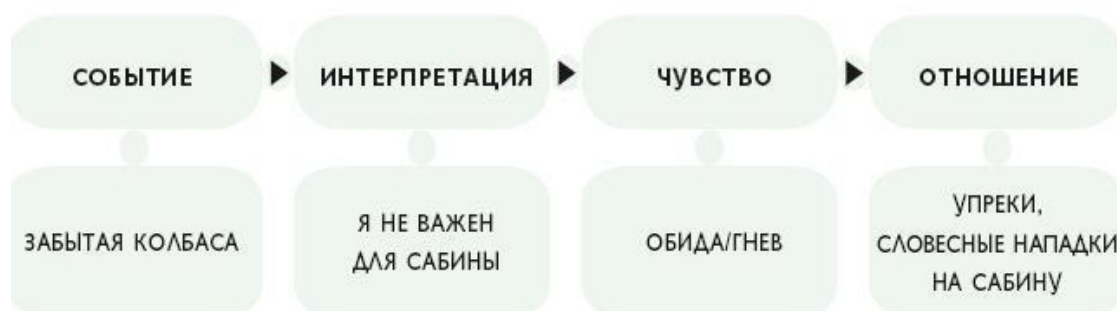 СОБЫТИЕ
ИНТЕРПРЕТАЦИЯ
ЧУВСТВО
ОТНОШЕНИЕ
ЗАБЫТАЯ КОЛБАСА
Я НЕ ВАЖЕН
ДЛЯ САБИНЫ
ОБИДА/ГНЕВ
УПРЕКИ,
СЛОВЕСНЫЕ НАПАДКИ
НА САБИНУ